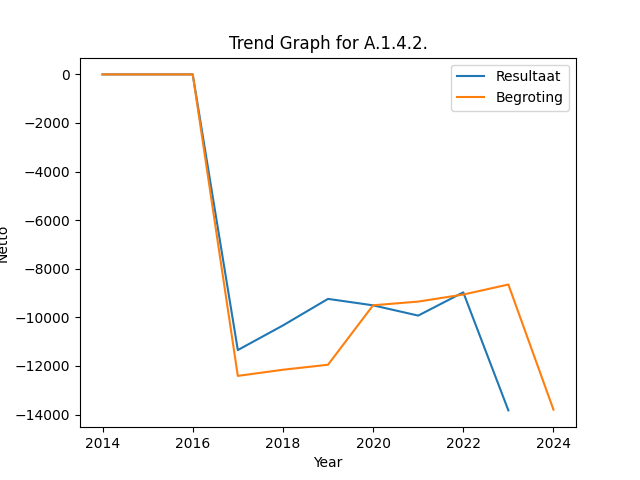 Trend Graph for A.1.4.2.
Resultaat
Begroting
0
−2000
−4000
−6000
−8000
−10000
−12000
−14000
Netto
2014
2016
2018
2020
2022
2024
Year